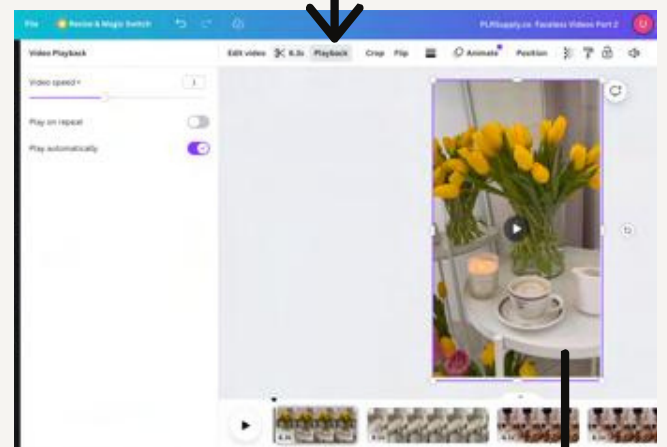 File Resize & Magic Switch PLRSupply.co Faceless Videos Part 2
Video Playback
Edit video 8.3s Playback Crop Flip Animate Position
Video speed 1
Play on repeat
Play automatically